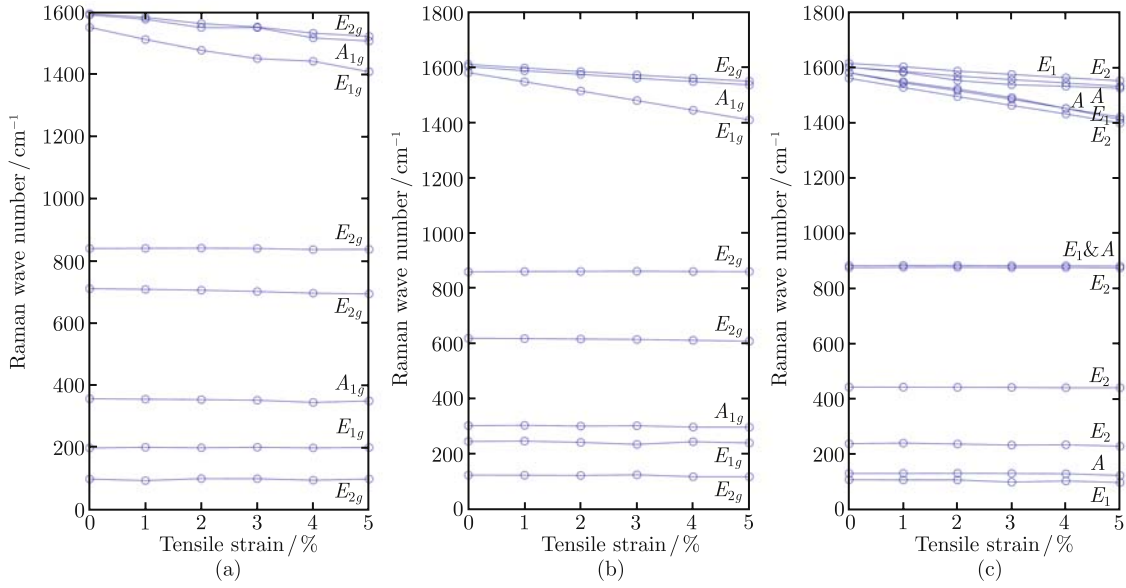 Raman wave number / cm⁻¹
1600
1400
1200
1000
800
600
400
200
0
E₂g
A₁g
E₁g
E₂g
E₂g
A₁g
E₁g
E₂g
0 1 2 3 4 5
Tensile strain / %
(a)
Raman wave number / cm⁻¹
1800
1600
1400
1200
1000
800
600
400
200
0
E₂g
A₁g
E₁g
E₂g
E₂g
A₁g
E₁g
E₂g
0 1 2 3 4 5
Tensile strain / %
(b)
Raman wave number / cm⁻¹
1800
1600
1400
1200
1000
800
600
400
200
0
E₁ E₂
A A
E₁
E₂
E₁&A
E₂
E₂
E₂
A
E₁
0 1 2 3 4 5
Tensile strain / %
(c)